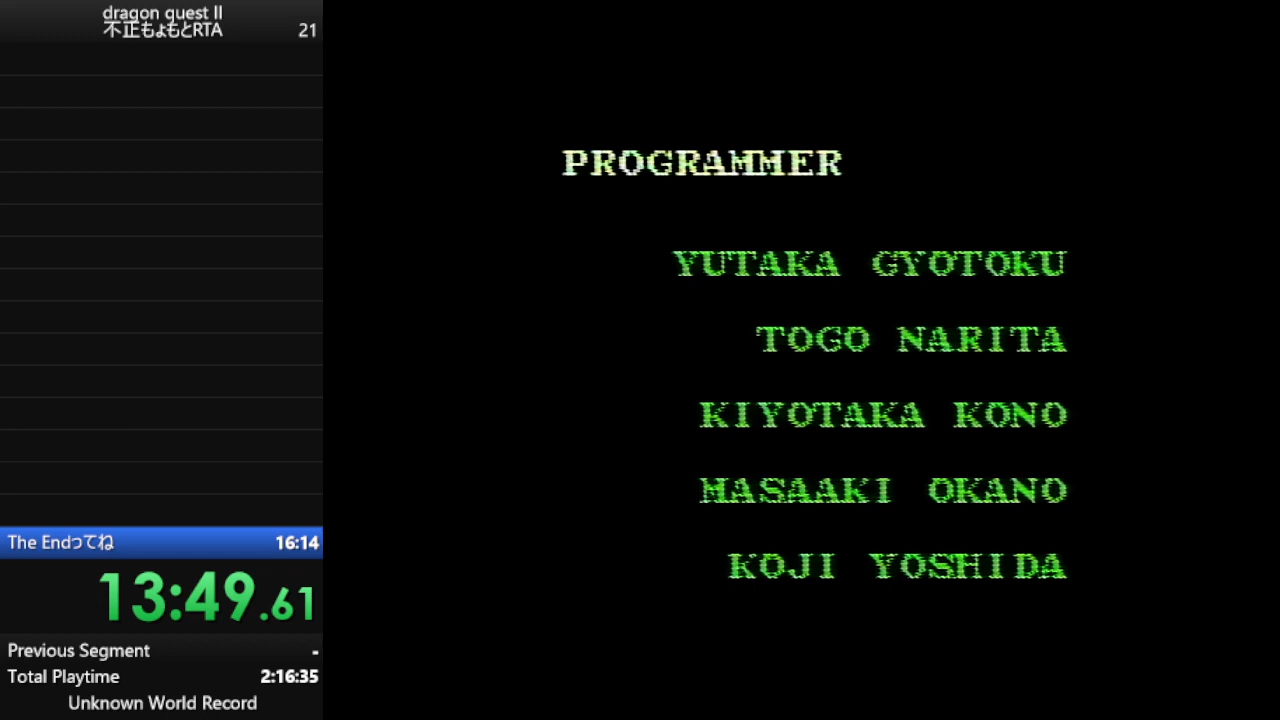 dragon quest II
不正もょもとRTA
21
The Endってね
16:14
13:49.61
Previous Segment
-
Total Playtime
2:16:35
Unknown World Record
PROGRAMMER
YUTAKA GYOTOKU
TOGO NARITA
KIYOTAKA KONO
MASAAKI OKANO
KOJI YOSHIDA